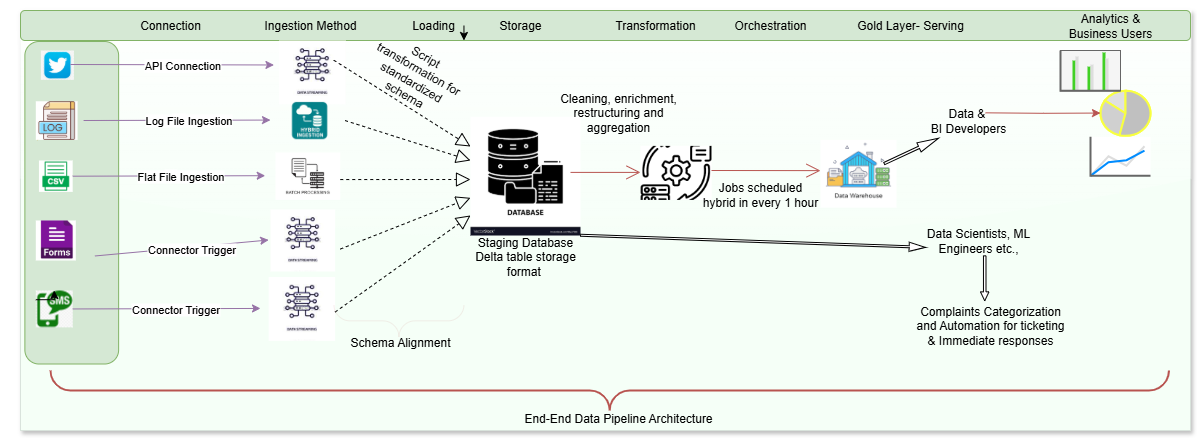 Connection
Ingestion Method
Loading
Storage
Transformation
Orchestration
Gold Layer- Serving
Analytics &
Business Users
API Connection
DATA STREAMING
Script
transformation for
standardized
schema
LOG
Log File Ingestion
HYBRID
INGESTION
CSV
Flat File Ingestion
BATCH PROCESSING
Forms
Connector Trigger
DATA STREAMING
SMS
Connector Trigger
DATA STREAMING
Schema Alignment
DATABASE
Staging Database
Delta table storage
format
Cleaning, enrichment,
restructuring and
aggregation
Jobs scheduled
hybrid in every 1 hour
Data Warehouse
Data &
BI Developers
Data Scientists, ML
Engineers etc.,
Complaints Categorization
and Automation for ticketing
& Immediate responses
End-End Data Pipeline Architecture